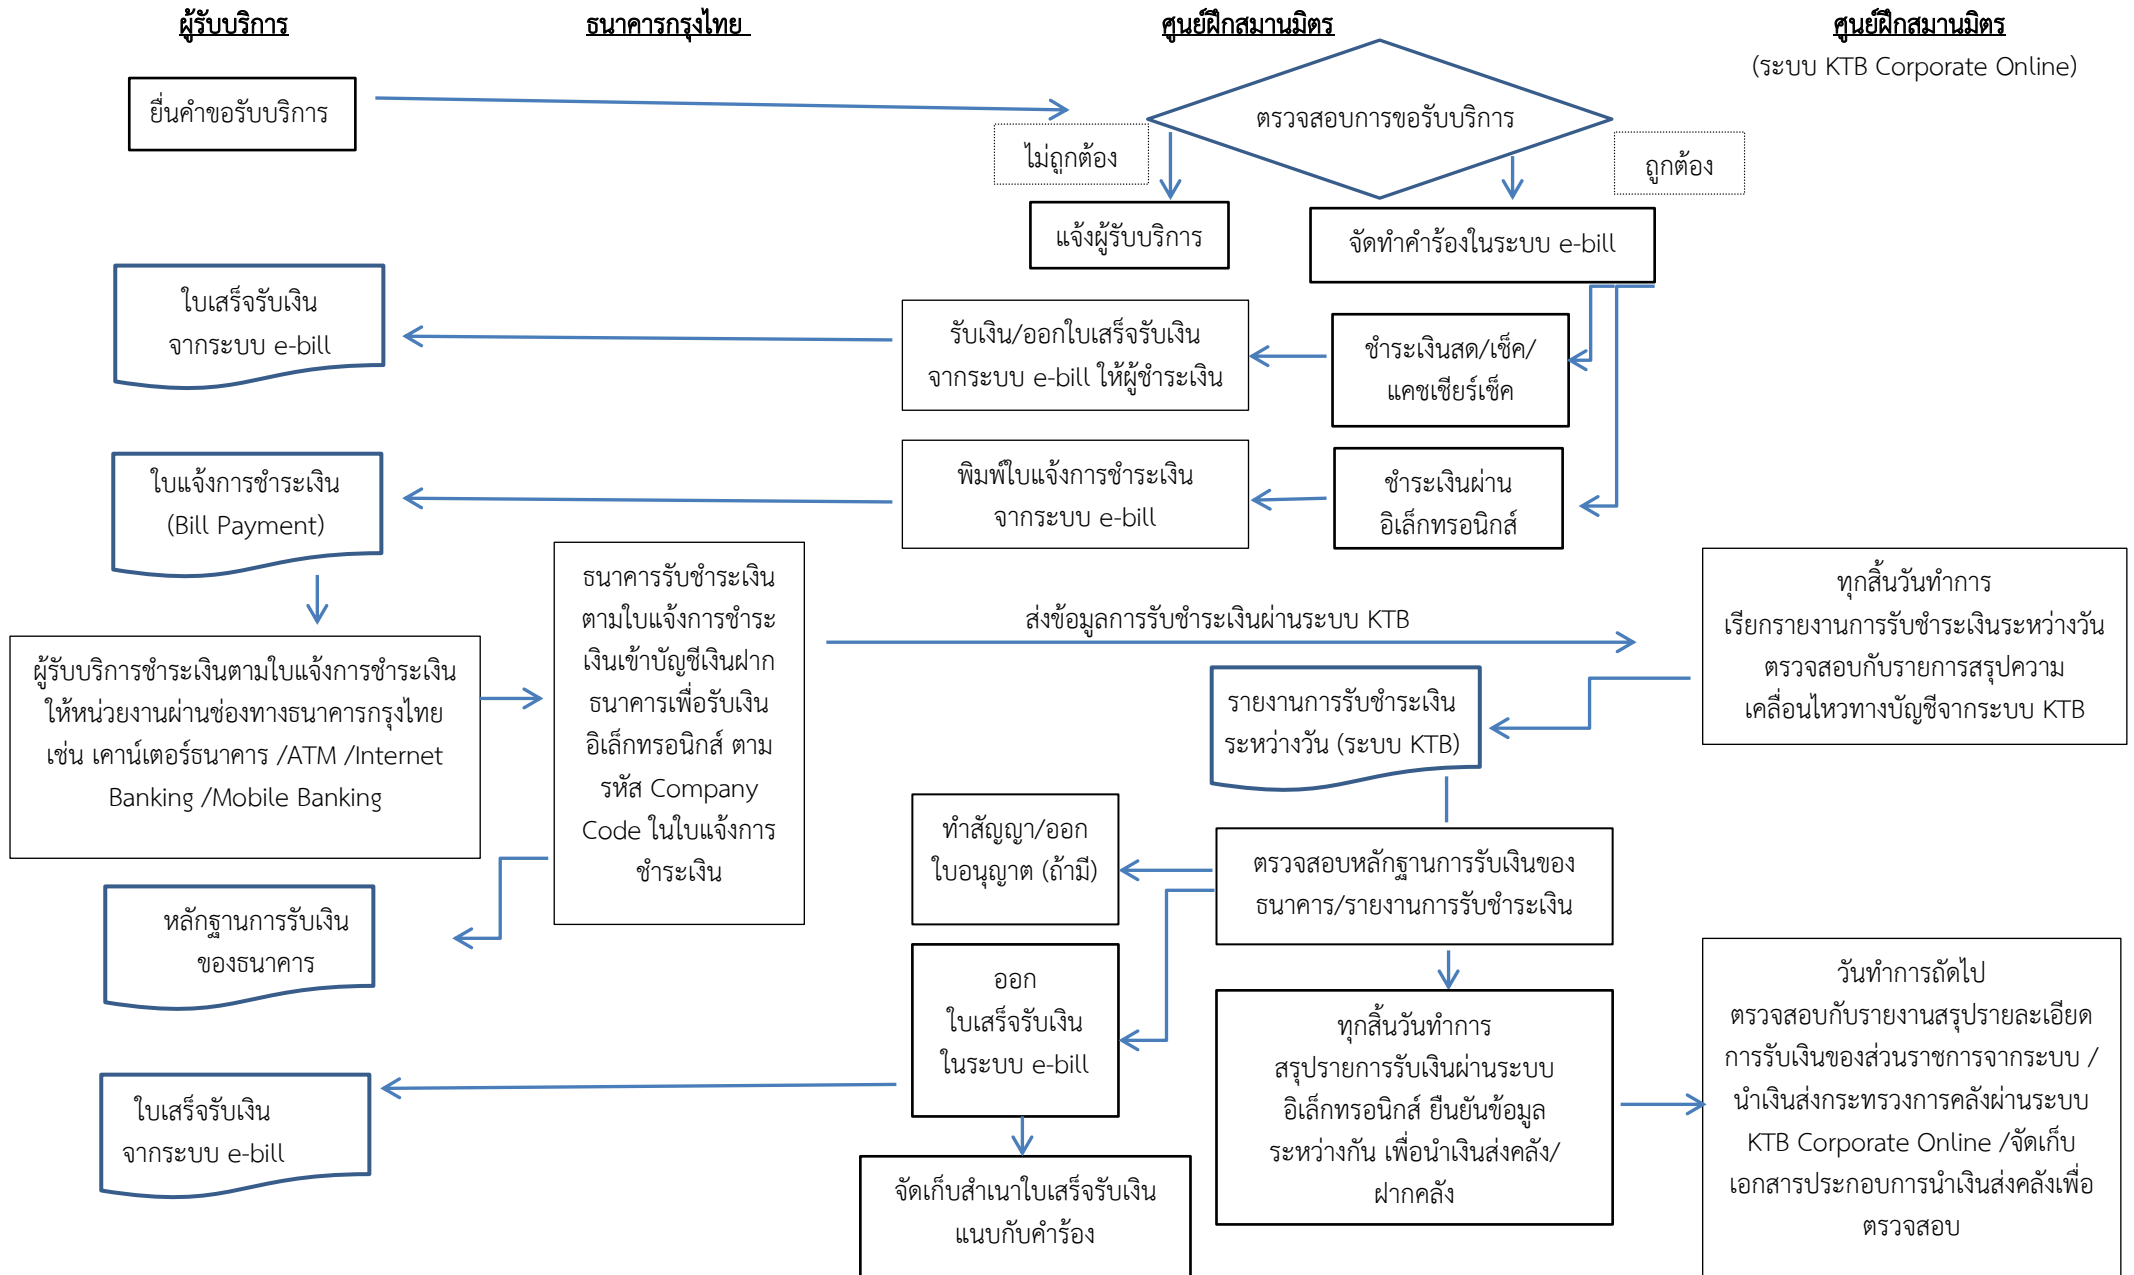 ผู้รับบริการ
ธนาคารกรุงไทย
ศูนย์ฝึกสมานมิตร
ศูนย์ฝึกสมานมิตร
(ระบบ KTB Corporate Online)
ยื่นคำขอรับบริการ
ตรวจสอบการขอรับบริการ
ไม่ถูกต้อง
ถูกต้อง
แจ้งผู้รับบริการ
จัดทำคำร้องในระบบ e-bill
ใบเสร็จรับเงิน
จากระบบ e-bill
รับเงิน/ออกใบเสร็จรับเงิน
จากระบบ e-bill ให้ผู้ชำระเงิน
ชำระเงินสด/เช็ค/
แคชเชียร์เช็ค
ใบแจ้งการชำระเงิน
(Bill Payment)
พิมพ์ใบแจ้งการชำระเงิน
จากระบบ e-bill
ชำระเงินผ่าน
อิเล็กทรอนิกส์
ผู้รับบริการชำระเงินตามใบแจ้งการชำระเงิน
ให้หน่วยงานผ่านช่องทางธนาคารกรุงไทย
เช่น เคาน์เตอร์ธนาคาร /ATM /Internet
Banking /Mobile Banking
ธนาคารรับชำระเงิน
ตามใบแจ้งการชำระ
เงินเข้าบัญชีเงินฝาก
ธนาคารเพื่อรับเงิน
อิเล็กทรอนิกส์ ตาม
รหัส Company
Code ในใบแจ้งการ
ชำระเงิน
ส่งข้อมูลการรับชำระเงินผ่านระบบ KTB
ทุกสิ้นวันทำการ
เรียกรายงานการรับชำระเงินระหว่างวัน
ตรวจสอบกับรายการสรุปความ
เคลื่อนไหวทางบัญชีจากระบบ KTB
รายงานการรับชำระเงิน
ระหว่างวัน (ระบบ KTB)
ทำสัญญา/ออก
ใบอนุญาต (ถ้ามี)
ตรวจสอบหลักฐานการรับเงินของ
ธนาคาร/รายงานการรับชำระเงิน
หลักฐานการรับเงิน
ของธนาคาร
ออก
ใบเสร็จรับเงิน
ในระบบ e-bill
ทุกสิ้นวันทำการ
สรุปรายการรับเงินผ่านระบบ
อิเล็กทรอนิกส์ ยืนยันข้อมูล
ระหว่างกัน เพื่อนำเงินส่งคลัง/
ฝากคลัง
วันทำการถัดไป
ตรวจสอบกับรายงานสรุปรายละเอียด
การรับเงินของส่วนราชการจากระบบ /
นำเงินส่งกระทรวงการคลังผ่านระบบ
KTB Corporate Online /จัดเก็บ
เอกสารประกอบการนำเงินส่งคลังเพื่อ
ตรวจสอบ
ใบเสร็จรับเงิน
จากระบบ e-bill
จัดเก็บสำเนาใบเสร็จรับเงิน
แนบกับคำร้อง